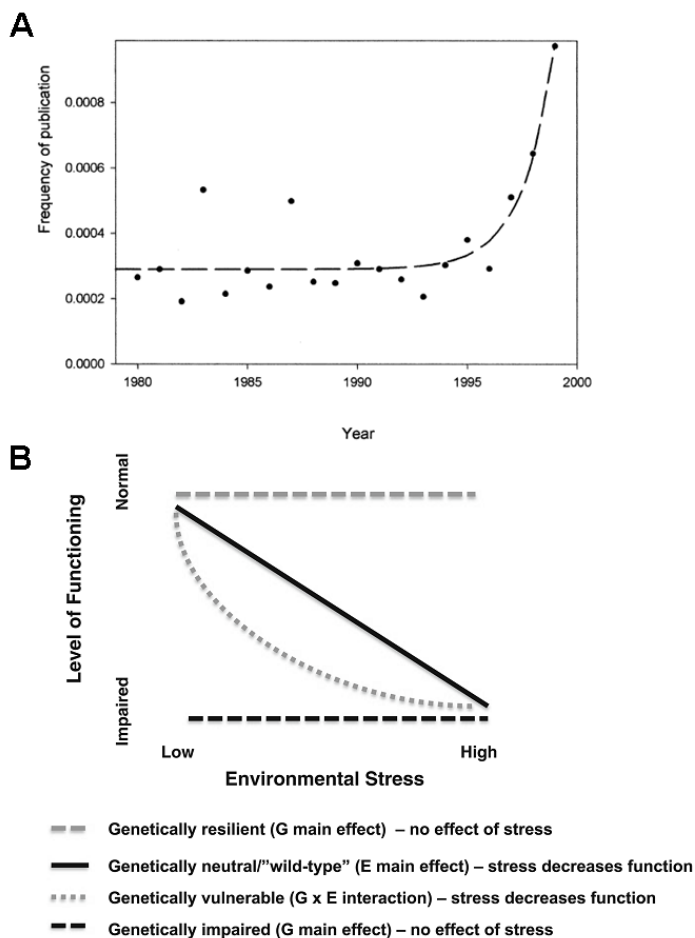 A
Frequency of publication
0.0008
0.0006
0.0004
0.0002
0.0000
1980 1985 1990 1995 2000
Year
B
Level of Functioning
Normal
Impaired
Low High
Environmental Stress
Genetically resilient (G main effect) – no effect of stress
Genetically neutral/”wild-type” (E main effect) – stress decreases function
Genetically vulnerable (G x E interaction) – stress decreases function
Genetically impaired (G main effect) – no effect of stress